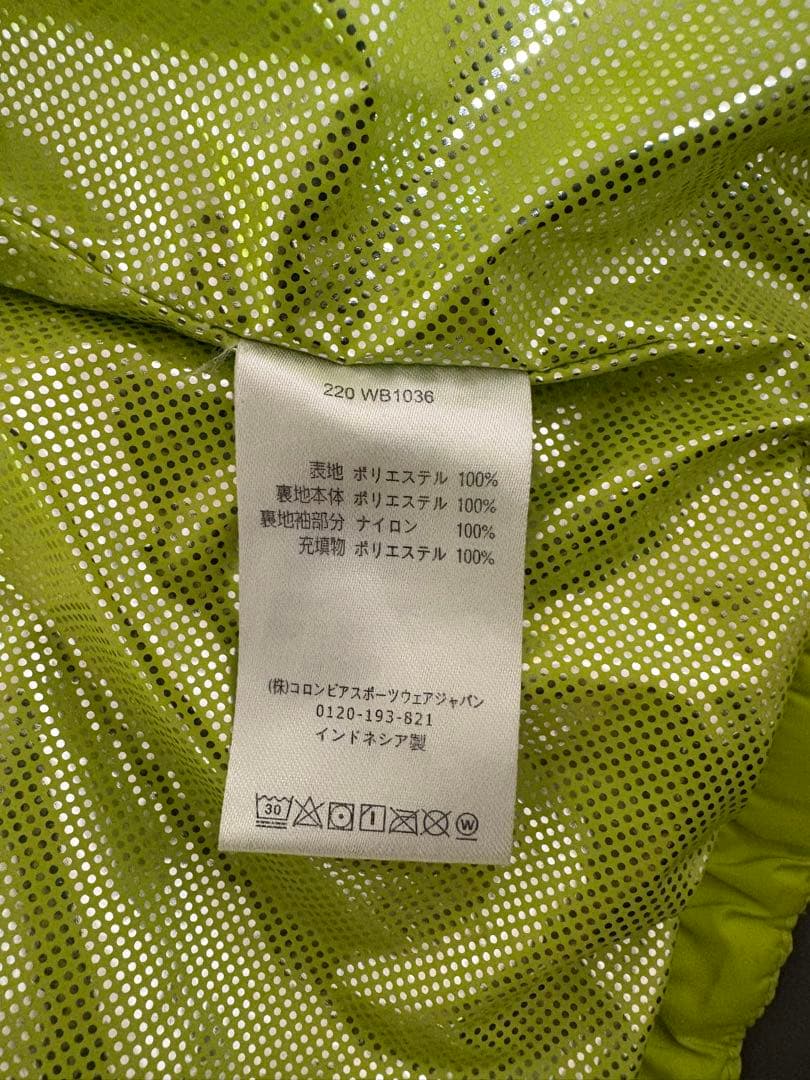 220 WB1036
表地 ポリエステル 100%
裏地本体 ポリエステル 100%
裏地袖部分 ナイロン 100%
充填物 ポリエステル 100%
(株)コロンビアスポーツウェアジャパン
0120-193-821
インドネシア製
30 W